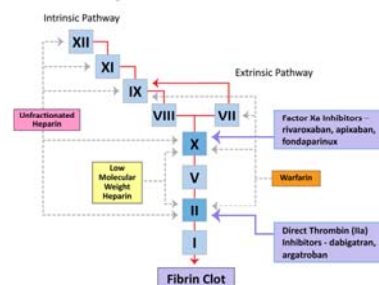 Intrinsic Pathway
XII
XI
IX
Extrinsic Pathway
VIII
VII
Unfractionated
Heparin
X
Factor Xa Inhibitors –
rivaroxaban, apixaban,
fondaparinux
Low
Molecular
Weight
Heparin
V
Warfarin
II
Direct Thrombin (IIa)
Inhibitors - dabigatran,
argatroban
I
Fibrin Clot